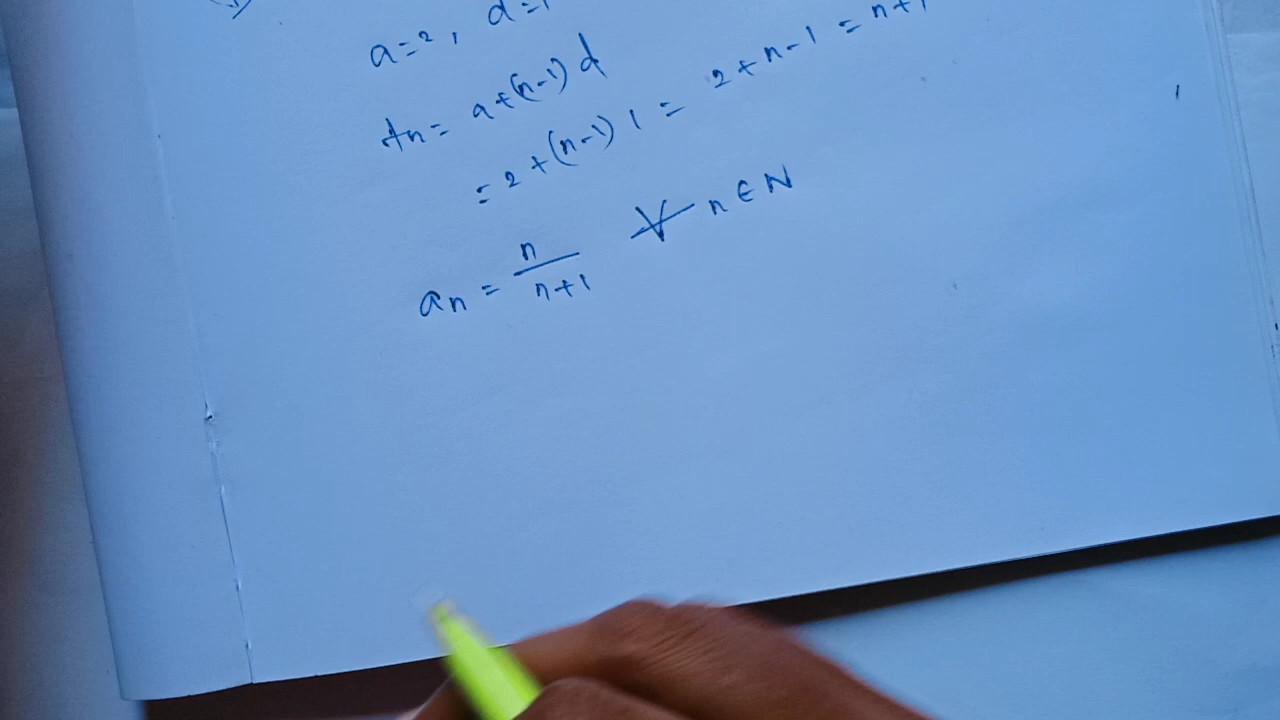 a=2, d=1
tn= a+(n-1) d
= 2+(n-1) 1 = 2+n-1 = n+1
an = n/n+1 ∀ n∈N